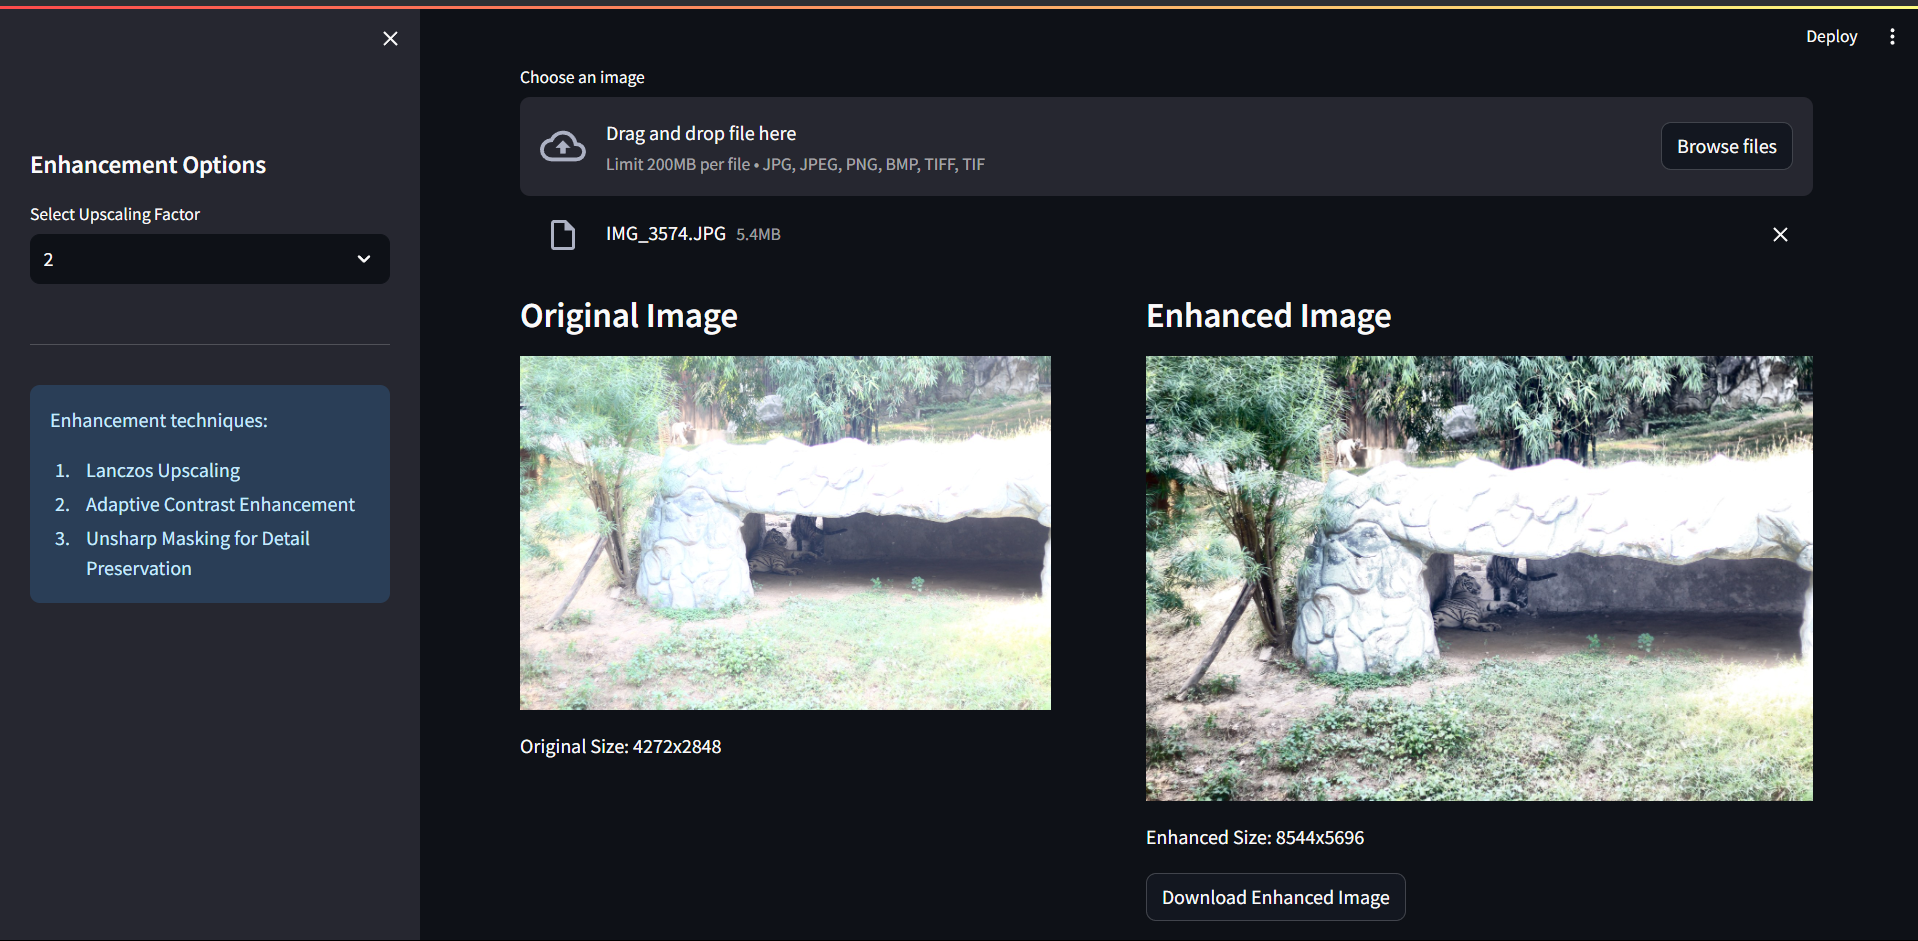 Deploy
Enhancement Options
Select Upscaling Factor
2
Enhancement techniques:
1. Lanczos Upscaling
2. Adaptive Contrast Enhancement
3. Unsharp Masking for Detail
Preservation
Choose an image
Drag and drop file here
Limit 200MB per file • JPG, JPEG, PNG, BMP, TIFF, TIF
Browse files
IMG_3574.JPG 5.4MB
Original Image
Original Size: 4272x2848
Enhanced Image
Enhanced Size: 8544x5696
Download Enhanced Image